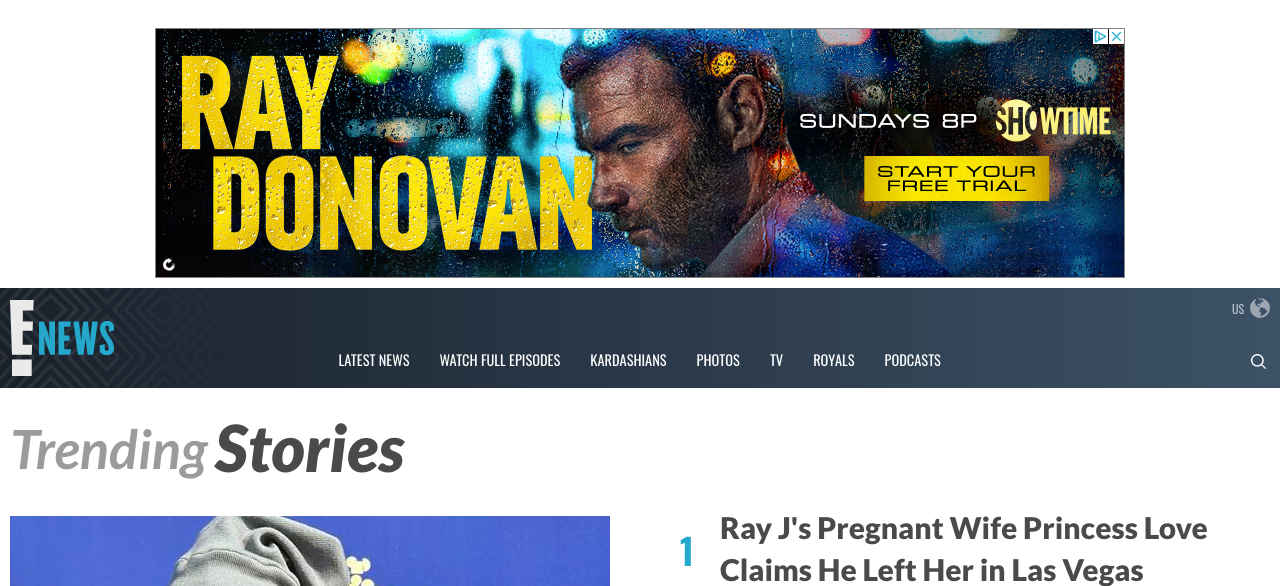 RAY
DONOVAN
SUNDAYS 8P SHOWTIME
START YOUR
FREE TRIAL
E NEWS
US
LATEST NEWS WATCH FULL EPISODES KARDASHIANS PHOTOS TV ROYALS PODCASTS
Trending Stories
1
Ray J's Pregnant Wife Princess Love
Claims He Left Her in Las Vegas